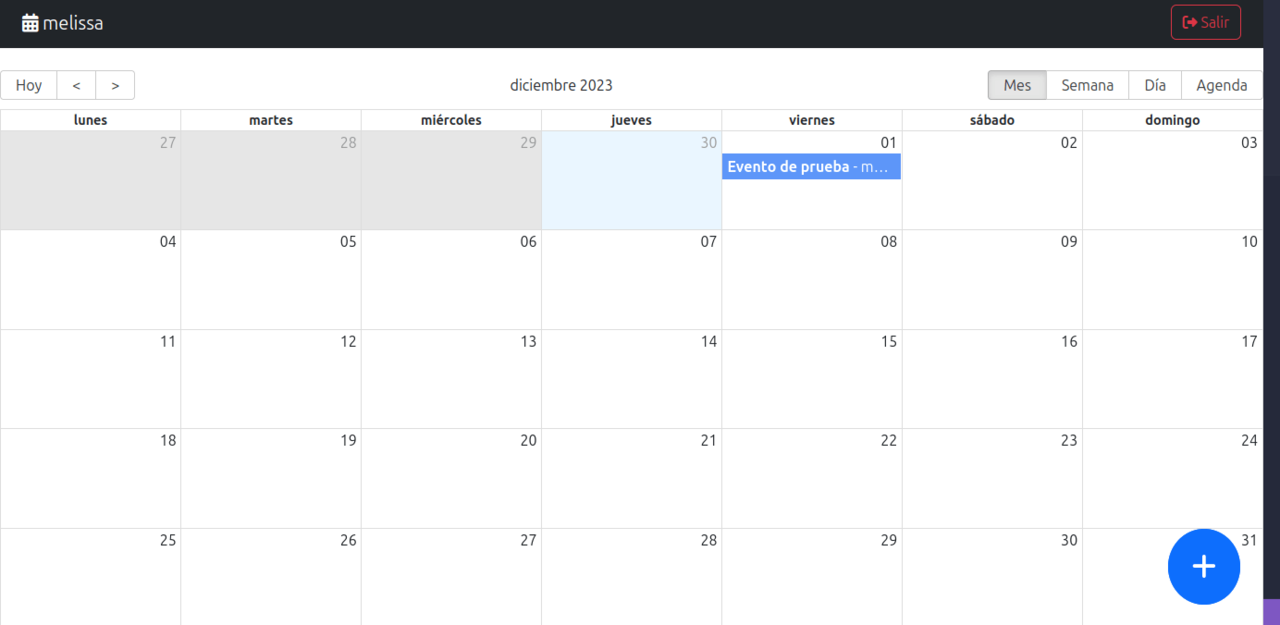 melissa Salir
Hoy < > diciembre 2023 Mes Semana Día Agenda
lunes martes miércoles jueves viernes sábado domingo
27 28 29 30 01 02 03
Evento de prueba - m...
04 05 06 07 08 09 10
11 12 13 14 15 16 17
18 19 20 21 22 23 24
25 26 27 28 29 30 31
+